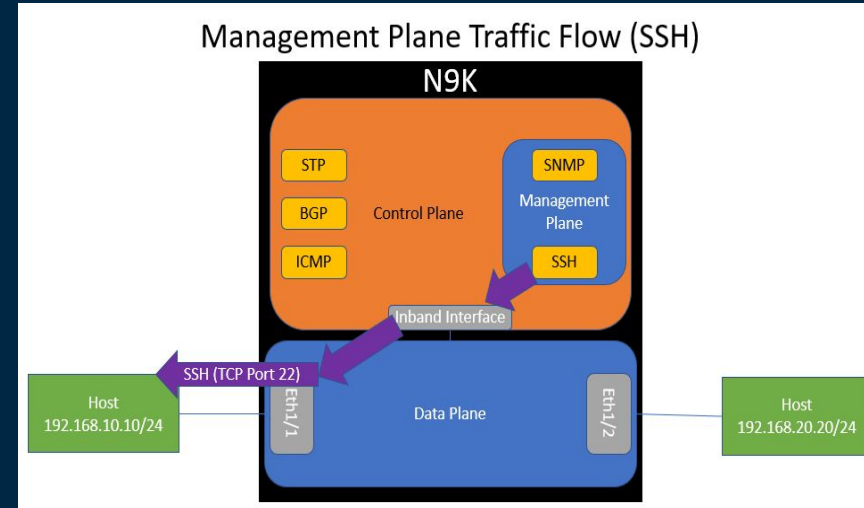 Management Plane Traffic Flow (SSH)
N9K
STP
BGP
ICMP
Control Plane
SNMP
Management
Plane
SSH
Inband Interface
SSH (TCP Port 22)
Host
192.168.10.10/24
Eth1/1
Data Plane
Eth1/2
Host
192.168.20.20/24